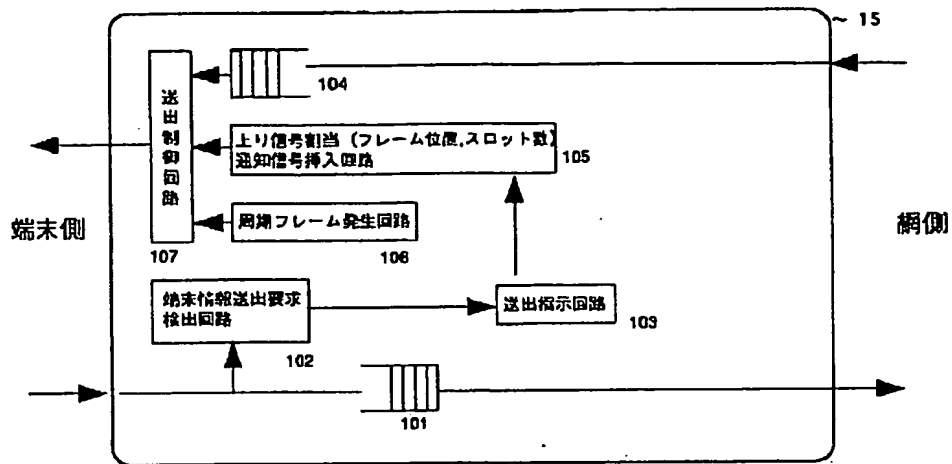 ~ 15
104
送出制御回路
上り信号割当(フレーム位置,スロット数)
通知信号挿入回路
105
端末側
網側
周期フレーム発生回路
106
107
端末情報送出要求
検出回路
102
送出指示回路
103
101